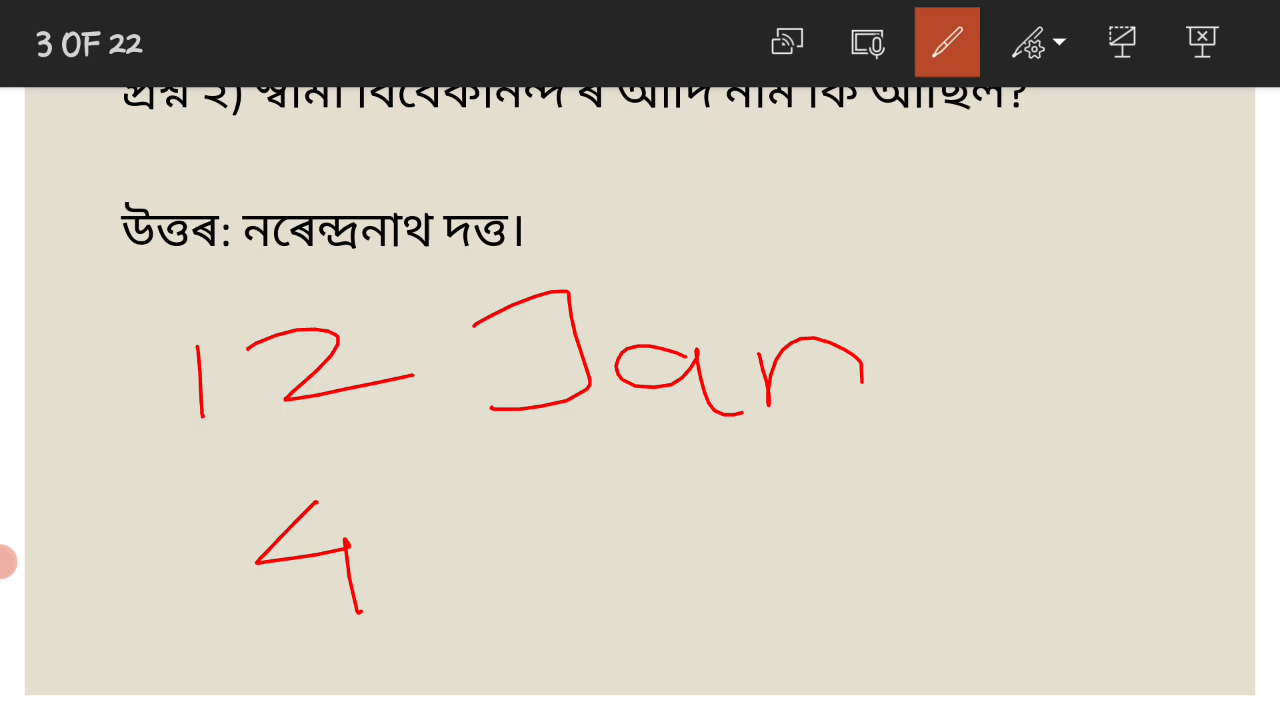 3 OF 22
প্ৰশ্ন ২) স্বামী বিবেকানন্দ ৰ আদি নাম কি আছিল?
উত্তৰ: নৰেন্দ্ৰনাথ দত্ত।
12 Jan
4